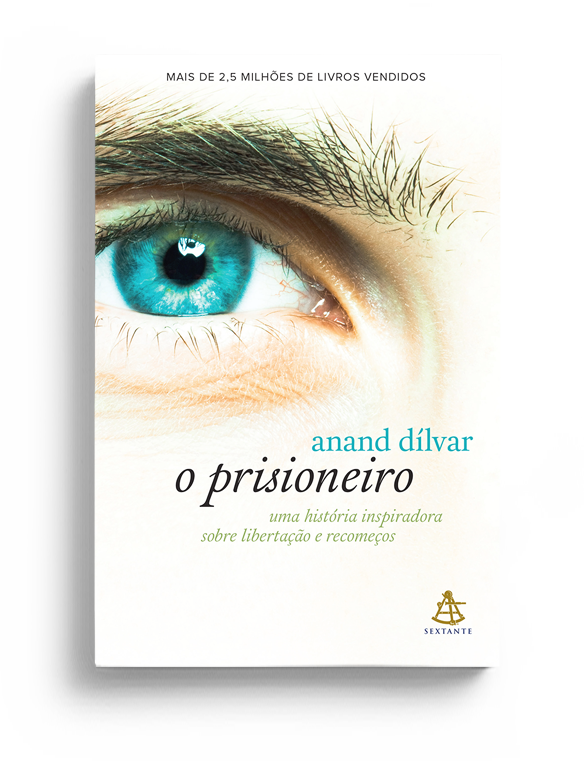 MAIS DE 2,5 MILHÕES DE LIVROS VENDIDOS
anand dílvar
o prisioneiro
uma história inspiradora
sobre libertação e recomeços
SEXTANTE